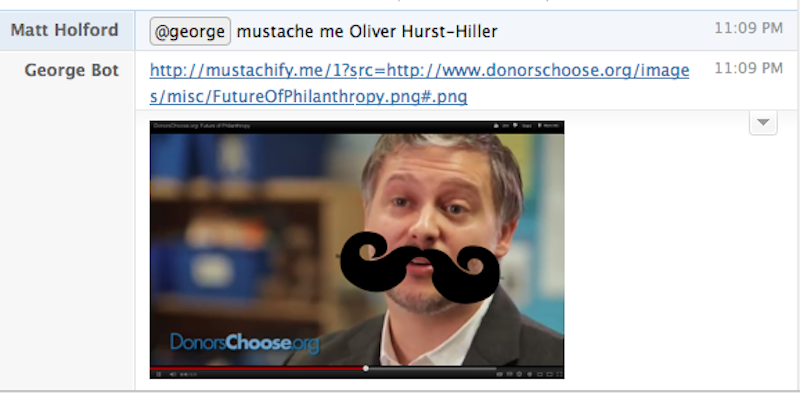 Matt Holford @george mustache me Oliver Hurst-Hiller 11:09 PM
George Bot http://mustachify.me/1?src=http://www.donorschoose.org/image 11:09 PM
s/misc/FutureOfPhilanthropy.png#.png
DonorsChoose.org: Future of Philanthropy
DonorsChoose.org